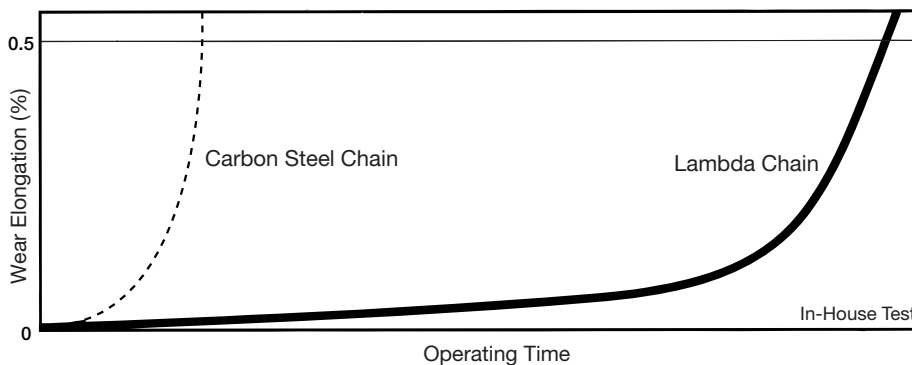 0.5
Wear Elongation (%)
Carbon Steel Chain
Lambda Chain
0
In-House Test
Operating Time